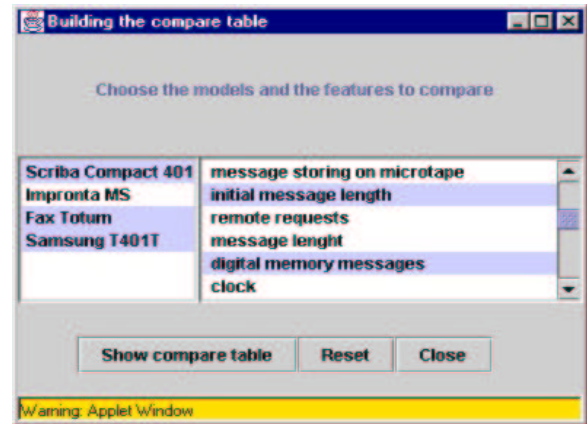 Building the compare table
Choose the models and the features to compare
Scriba Compact 401
Impronta MS
Fax Totum
Samsung T401T
message storing on microtape
initial message length
remote requests
message lenght
digital memory messages
clock
Show compare table
Reset
Close
Warning: Applet Window